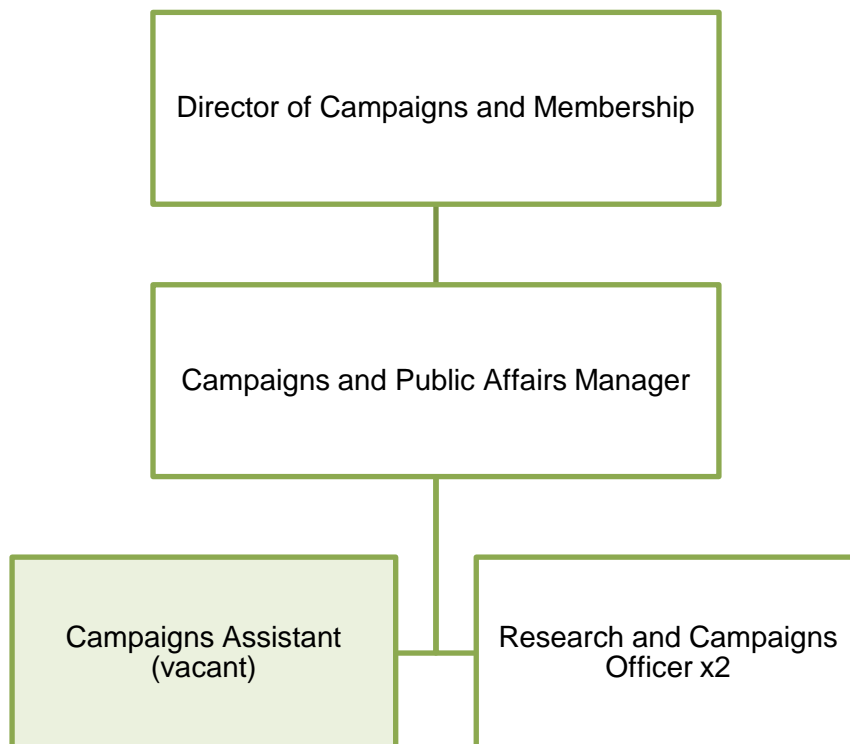 Director of Campaigns and Membership
Campaigns and Public Affairs Manager
Campaigns Assistant
(vacant)
Research and Campaigns
Officer x2